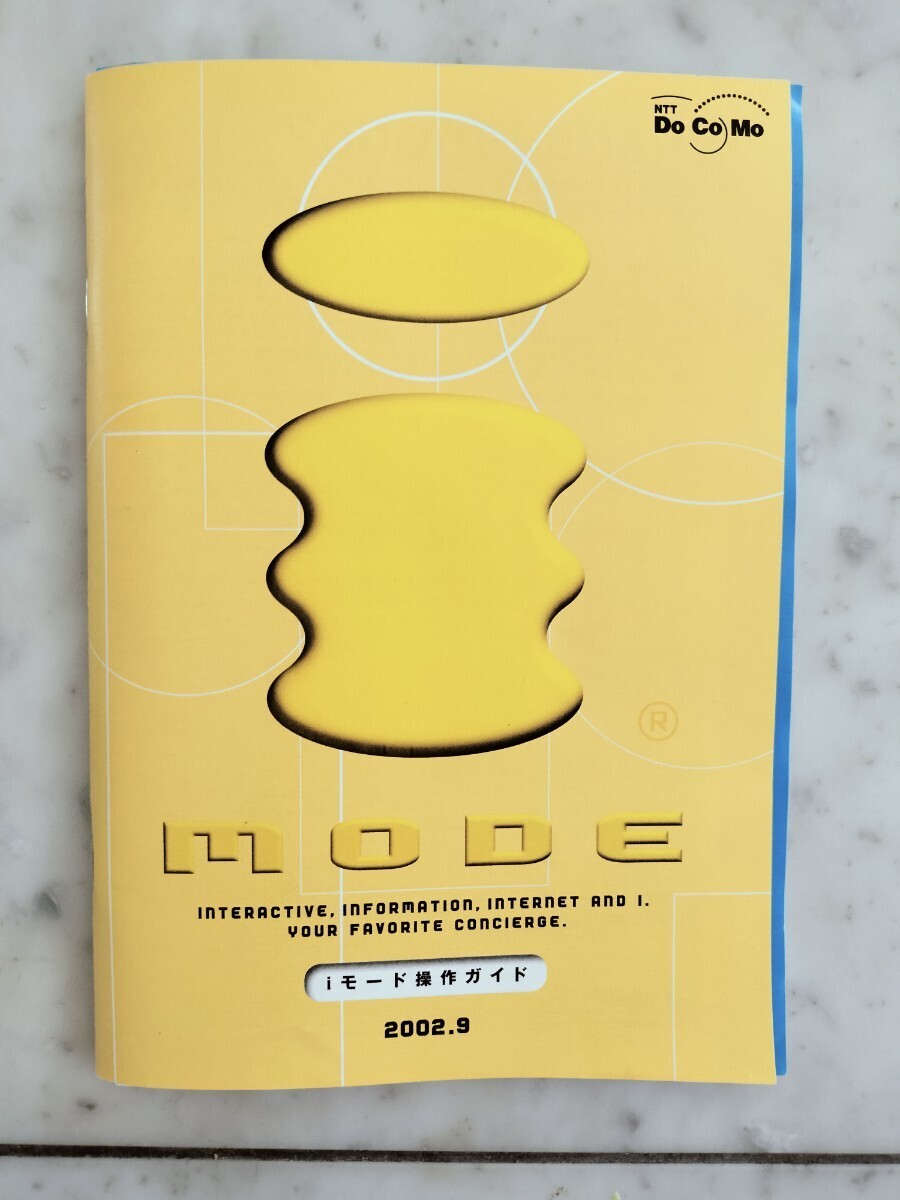 NTT
DoCoMo
i
®
MODE
INTERACTIVE, INFORMATION, INTERNET AND I.
YOUR FAVORITE CONCIERGE.
iモード操作ガイド
2002.9